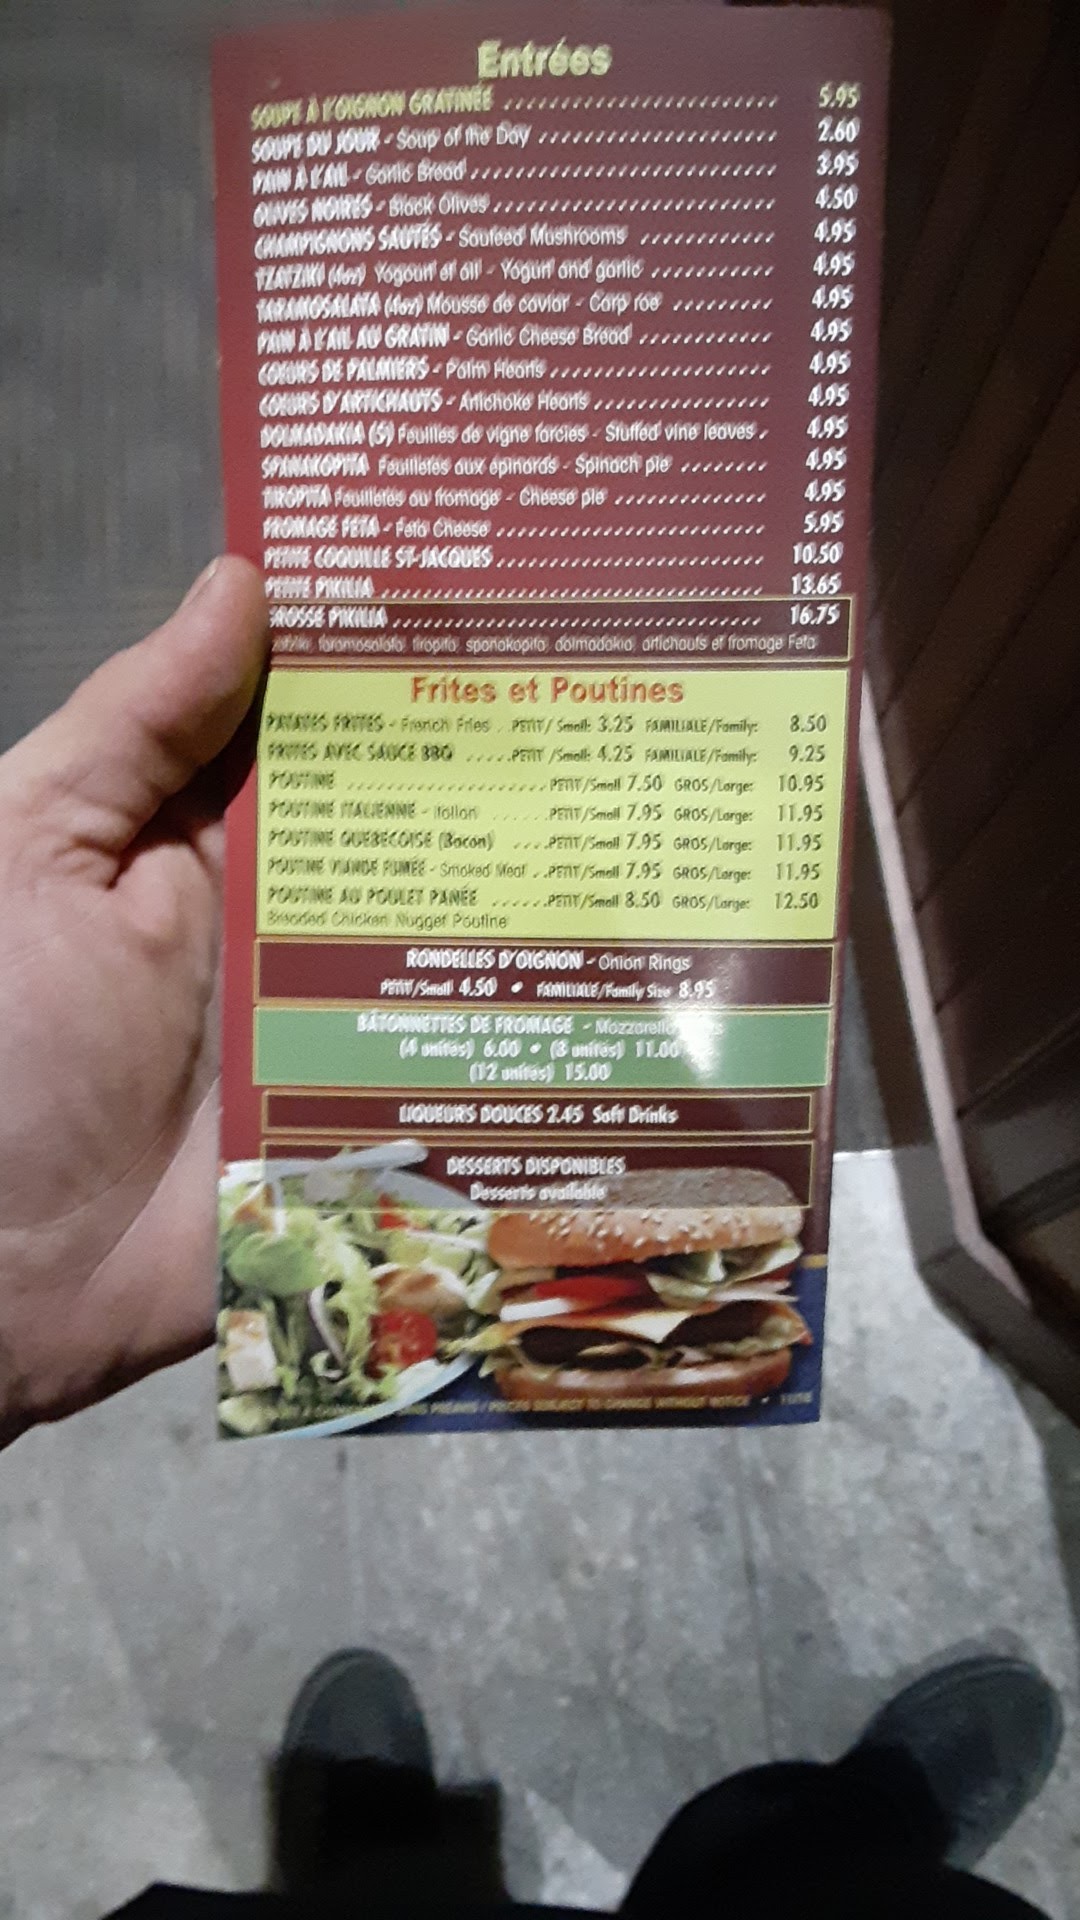 Entrées
SOUPE À L'OIGNON GRATINÉE 5.95
SOUPE DU JOUR - Soup of the Day 2.60
PAIN À L'AIL - Garlic Bread 3.95
OLIVES NOIRES - Black Olives 4.50
CHAMPIGNONS SAUTÉS - Sauteed Mushrooms 4.95
TZATZIKI (4oz) Yogourt et ail - Yogurt and garlic 4.95
TARAMOSALATA (4oz) Mousse de caviar - Carp roe 4.95
PAIN À L'AIL AU GRATIN - Garlic Cheese Bread 4.95
COEURS DE PALMIERS - Palm Hearts 4.95
COEURS D'ARTICHAUTS - Artichoke Hearts 4.95
DOLMADAKIA (5) Feuilles de vigne farcies - Stuffed vine leaves 4.95
SPANAKOPITA Feuilletés aux épinards - Spinach pie 4.95
TIROPITA Feuilletés au fromage - Cheese pie 4.95
FROMAGE FETA - Feta Cheese 5.95
PETITE COQUILLE ST-JACQUES 10.50
PETITE PIKILIA 13.65
GROSSE PIKILIA 16.75
taramosalata, tiropita, spanakopita, dolmadakia, artichauts et fromage Feta
Frites et Poutines
PATATES FRITES - French Fries PETIT/Small: 3.25 FAMILIALE/Family: 8.50
FRITES AVEC SAUCE BBQ PETIT/Small: 4.25 FAMILIALE/Family: 9.25
POUTINE PETIT/Small 7.50 GROS/Large: 10.95
POUTINE ITALIENNE - Italian PETIT/Small 7.95 GROS/Large: 11.95
POUTINE QUEBECOISE (Bacon) PETIT/Small 7.95 GROS/Large: 11.95
POUTINE VIANDE FUMÉE - Smoked Meat PETIT/Small 7.95 GROS/Large: 11.95
POUTINE AU POULET PANÉE PETIT/Small 8.50 GROS/Large: 12.50
Breaded Chicken Nugget Poutine
RONDELLES D'OIGNON - Onion Rings
PETIT/Small 4.50 • FAMILIALE/Family Size 8.95
BÂTONNETTES DE FROMAGE - Mozzarella
(4 unités) 6.00 • (8 unités) 11.00
(12 unités) 15.00
LIQUEURS DOUCES 2.45 Soft Drinks
DESSERTS DISPONIBLES
Desserts available
PRÉAVIS / PRICES SUBJECT TO CHANGE WITHOUT NOTICE •